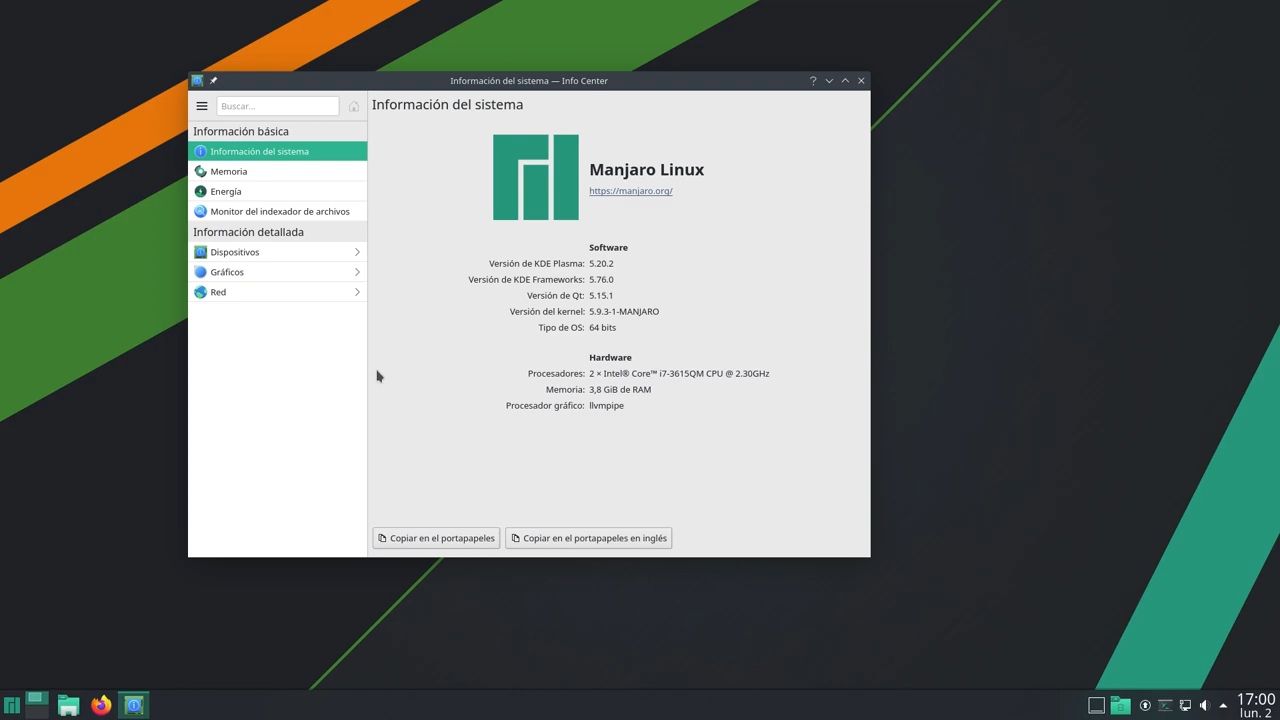 Información del sistema — Info Center
Buscar...
Información básica
Información del sistema
Memoria
Energía
Monitor del indexador de archivos
Información detallada
Dispositivos
Gráficos
Red
Información del sistema
Manjaro Linux
https://manjaro.org/
Software
Versión de KDE Plasma: 5.20.2
Versión de KDE Frameworks: 5.76.0
Versión de Qt: 5.15.1
Versión del kernel: 5.9.3-1-MANJARO
Tipo de OS: 64 bits
Hardware
Procesadores: 2 × Intel® Core™ i7-3615QM CPU @ 2.30GHz
Memoria: 3,8 GiB de RAM
Procesador gráfico: llvmpipe
Copiar en el portapapeles
Copiar en el portapapeles en inglés
17:00
lun. 2